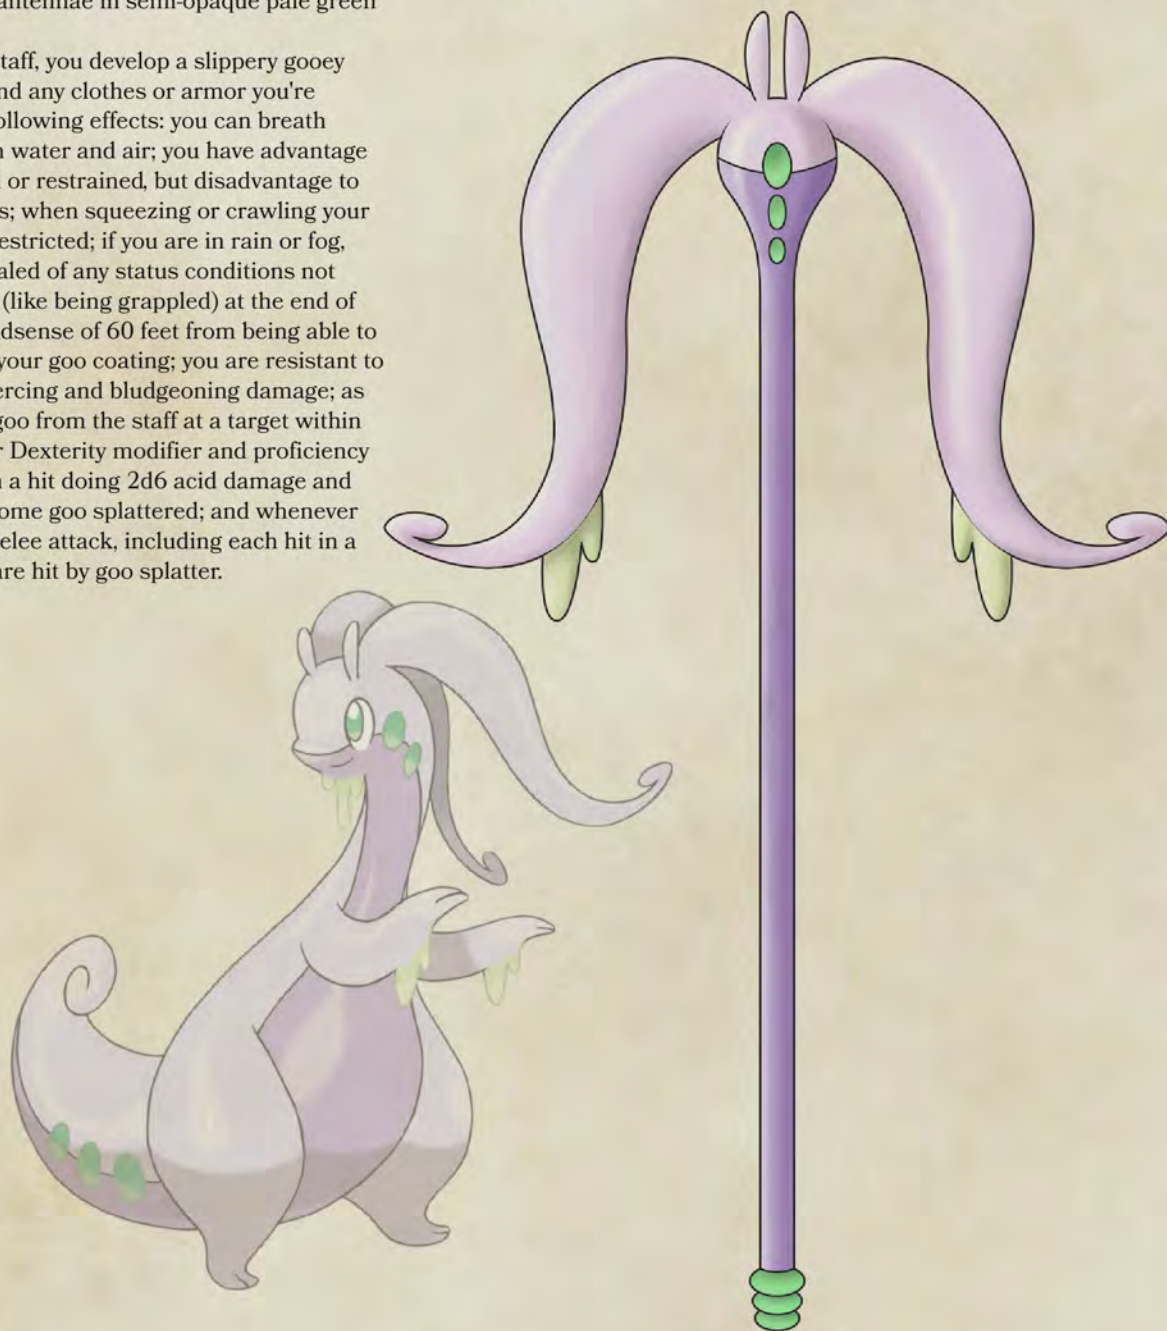 antennae in semi-opaque pale green
taff, you develop a slippery gooey
nd any clothes or armor you're
ollowing effects: you can breath
n water and air; you have advantage
or restrained, but disadvantage to
s; when squeezing or crawling your
estricted; if you are in rain or fog,
aled of any status conditions not
(like being grappled) at the end of
dsense of 60 feet from being able to
your goo coating; you are resistant to
ercing and bludgeoning damage; as
goo from the staff at a target within
r Dexterity modifier and proficiency
a hit doing 2d6 acid damage and
ome goo splattered; and whenever
elee attack, including each hit in a
are hit by goo splatter.